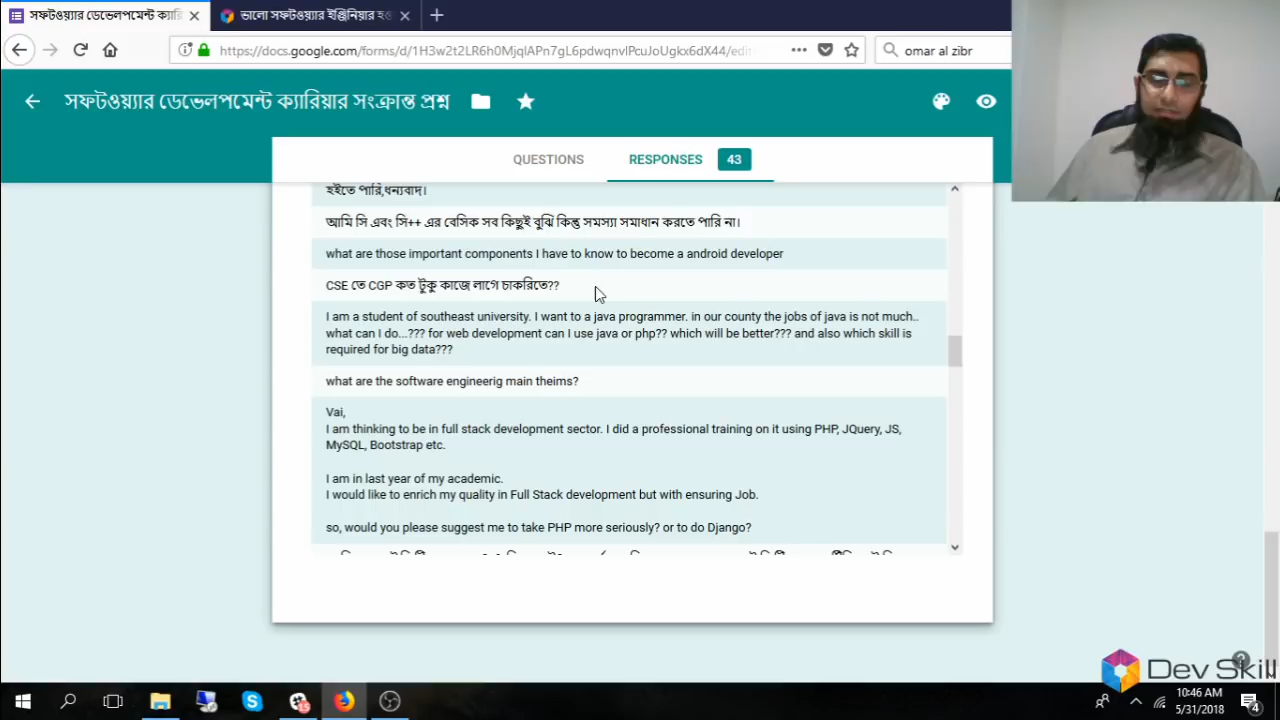 সফটওয়্যার ডেভেলপমেন্ট ক্যারি
ভালো সফটওয়্যার ইঞ্জিনিয়ার হও
https://docs.google.com/forms/d/1H3w2t2LR6h0MjqlAPn7gL6pdwqnvlPcuJoUgkx6dX44/edi
omar al zibr
সফটওয়্যার ডেভেলপমেন্ট ক্যারিয়ার সংক্রান্ত প্রশ্ন
QUESTIONS
RESPONSES 43
হইতে পারি,ধন্যবাদ।
আমি সি এবং সি++ এর বেসিক সব কিছুই বুঝি কিন্তু সমস্যা সমাধান করতে পারি না।
what are those important components I have to know to become a android developer
CSE তে CGP কত টুকু কাজে লাগে চাকরিতে??
I am a student of southeast university. I want to a java programmer. in our county the jobs of java is not much..
what can I do...??? for web development can I use java or php?? which will be better??? and also which skill is
required for big data???
what are the software engineerig main theims?
Vai,
I am thinking to be in full stack development sector. I did a professional training on it using PHP, JQuery, JS,
MySQL, Bootstrap etc.
I am in last year of my academic.
I would like to enrich my quality in Full Stack development but with ensuring Job.
so, would you please suggest me to take PHP more seriously? or to do Django?
Dev Skill
10:46 AM
5/31/2018
4